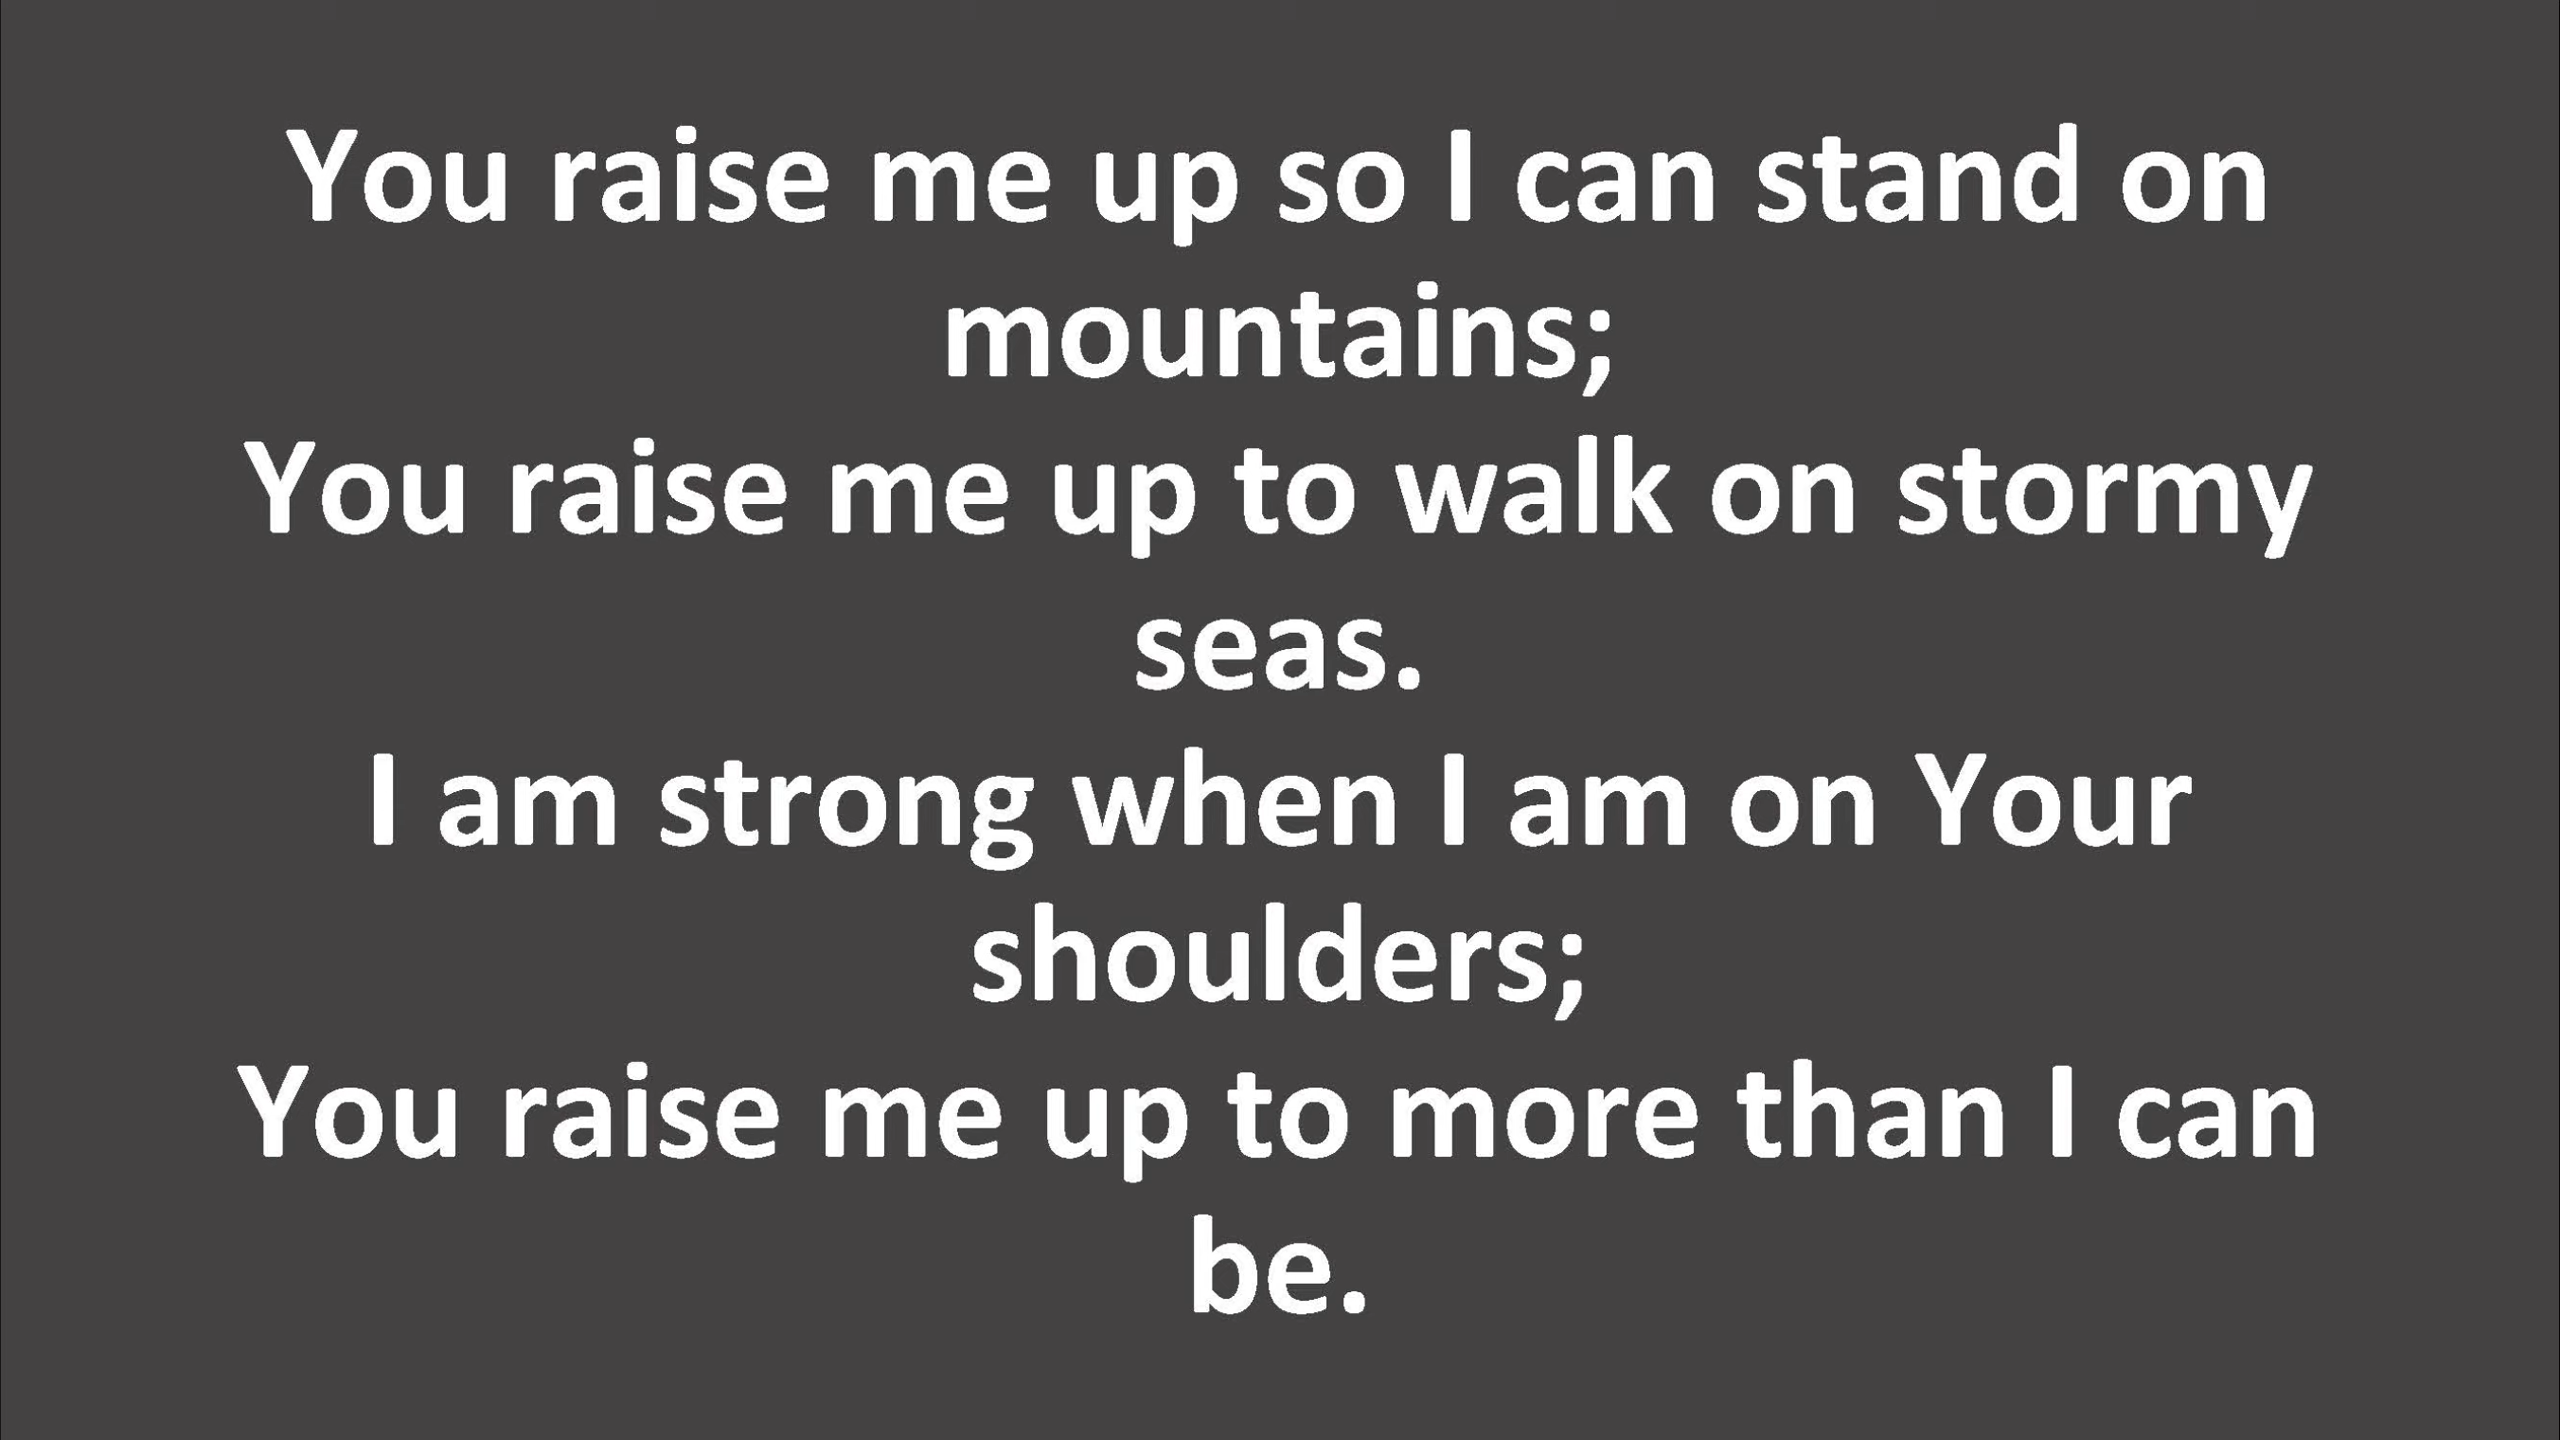 You raise me up so I can stand on
mountains;
You raise me up to walk on stormy
seas.
I am strong when I am on Your
shoulders;
You raise me up to more than I can
be.